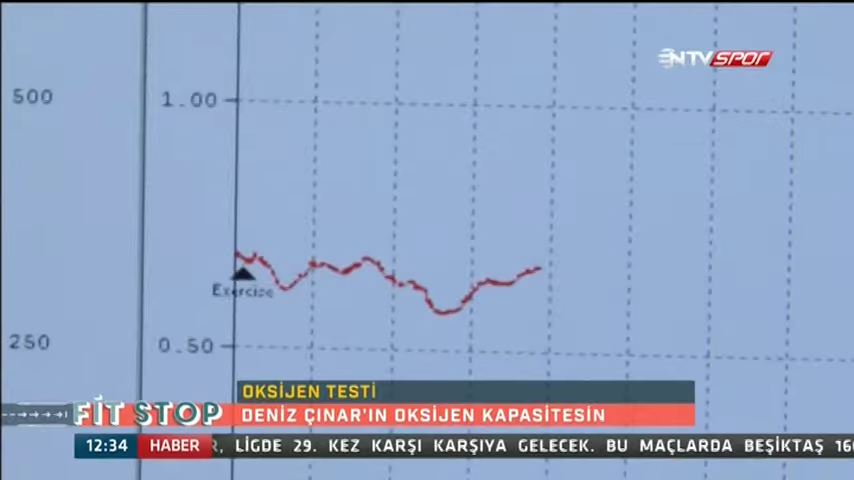 NTV SPOR
500
1.00
Exercise
250
0.50
OKSİJEN TESTİ
FİT STOP
DENİZ ÇINAR'IN OKSİJEN KAPASİTESİN
12:34 HABER R, LİGDE 29. KEZ KARŞI KARŞIYA GELECEK. BU MAÇLARDA BEŞİKTAŞ 16